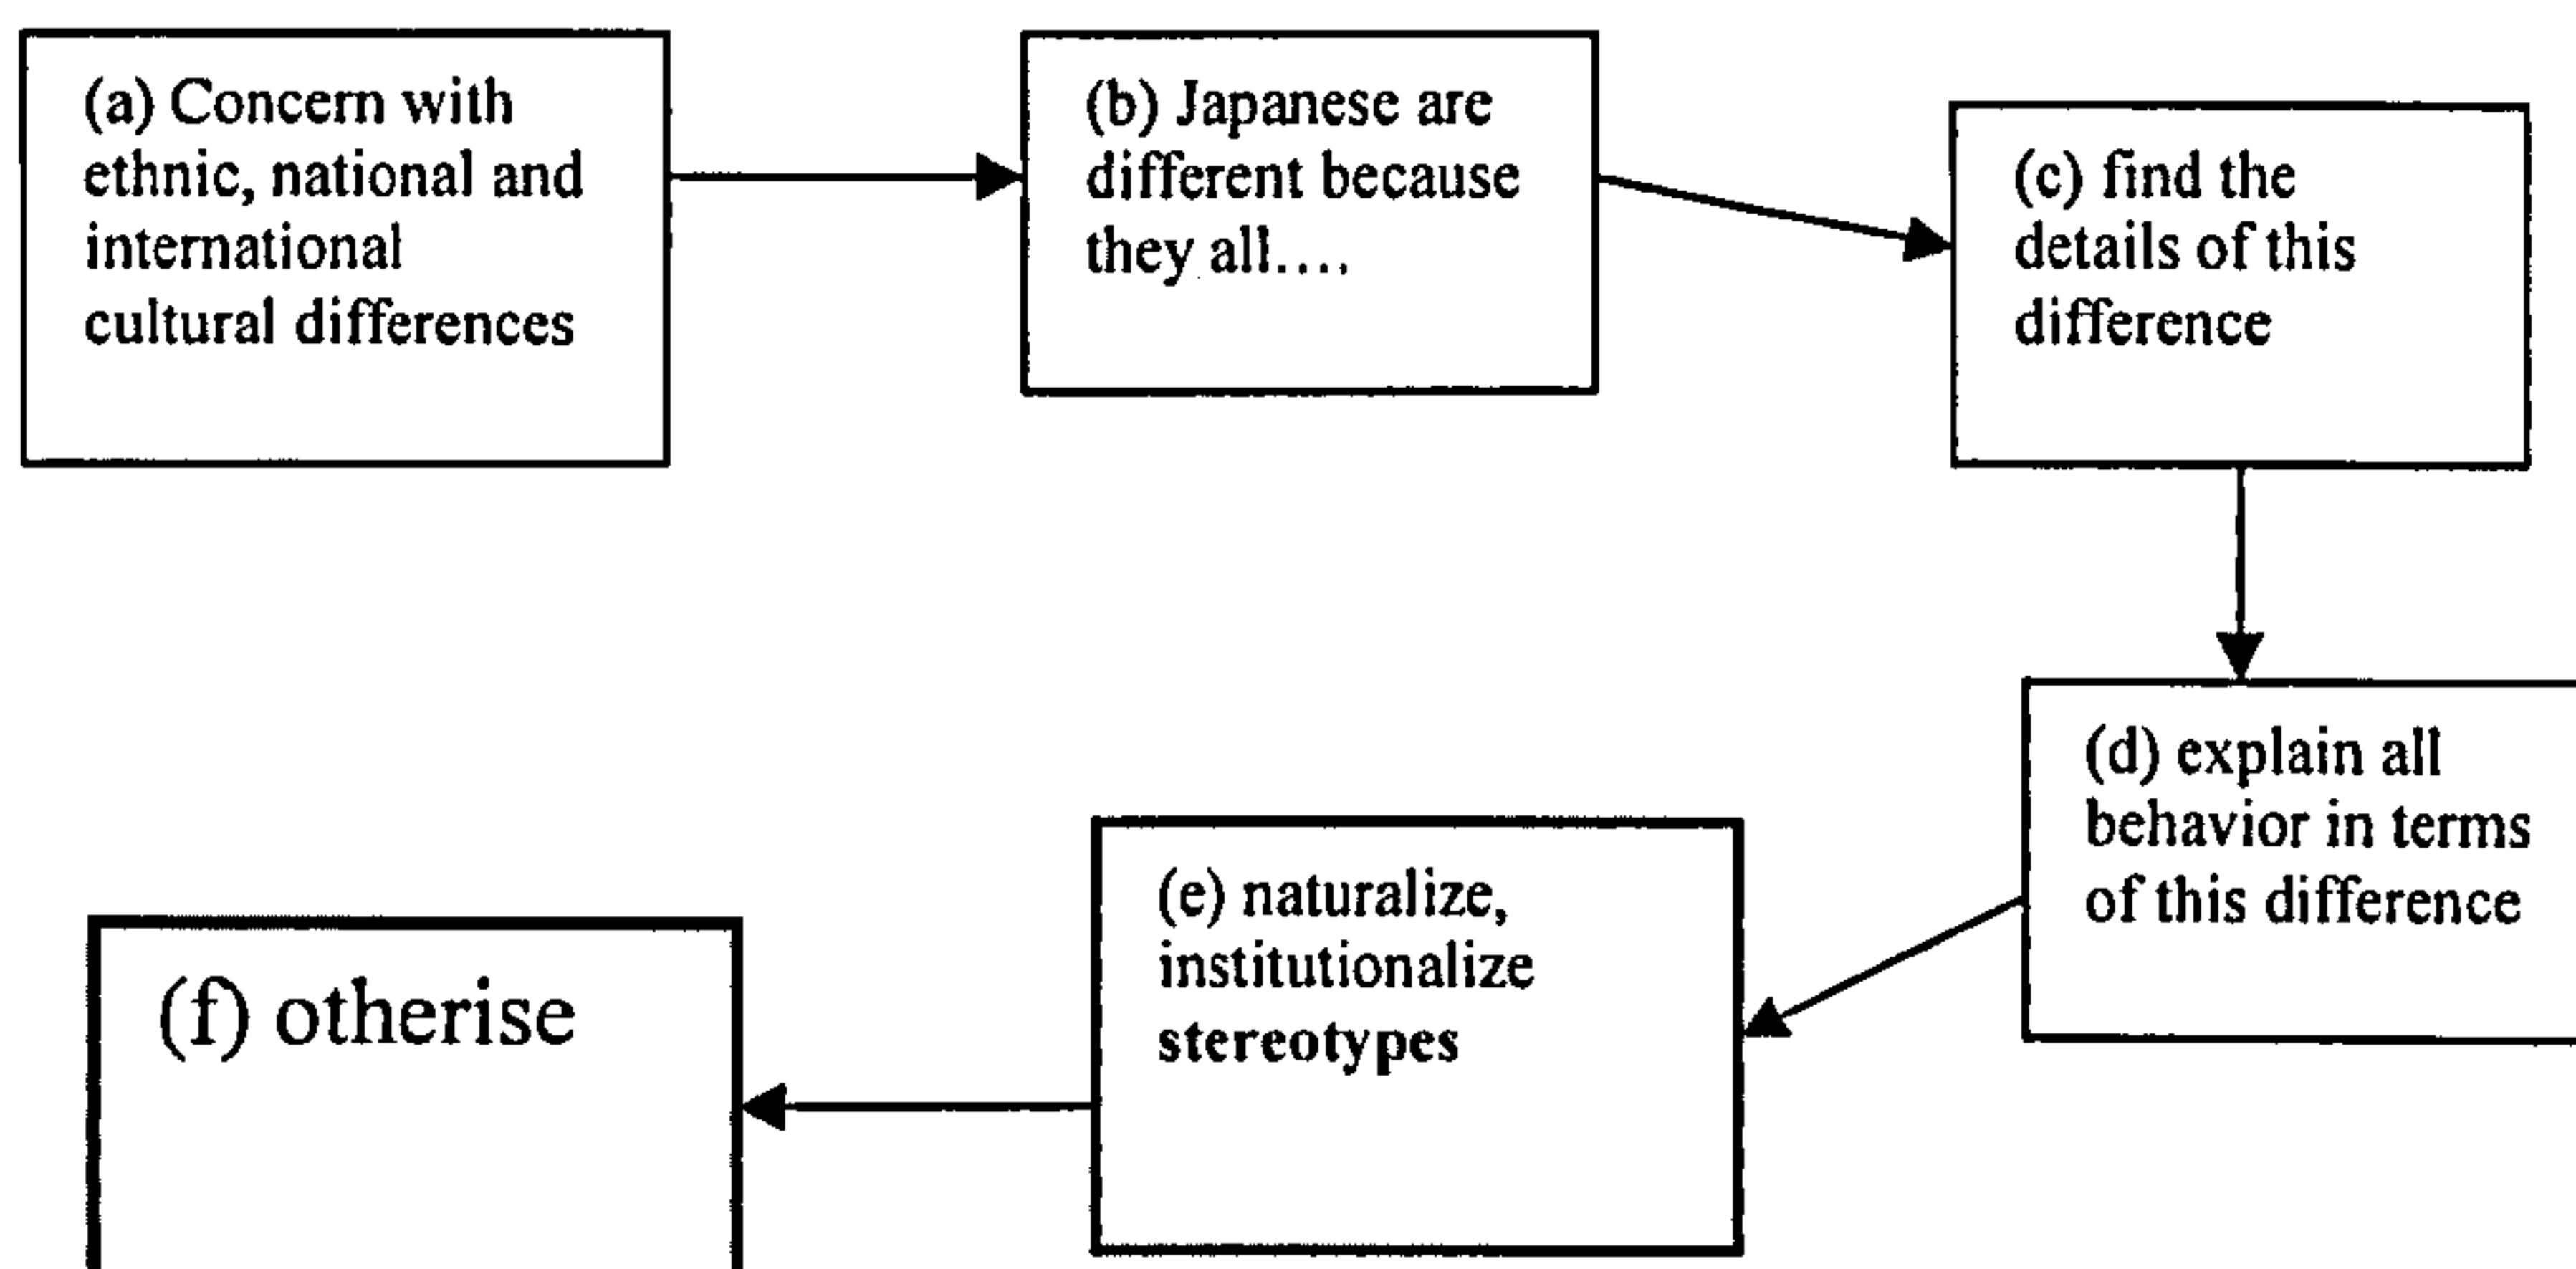 (a) Concern with
ethnic, national and
international
cultural differences
(b) Japanese are
different because
they all....
(c) find the
details of this
difference
(d) explain all
behavior in terms
of this difference
(e) naturalize,
institutionalize
stereotypes
(f) otherise